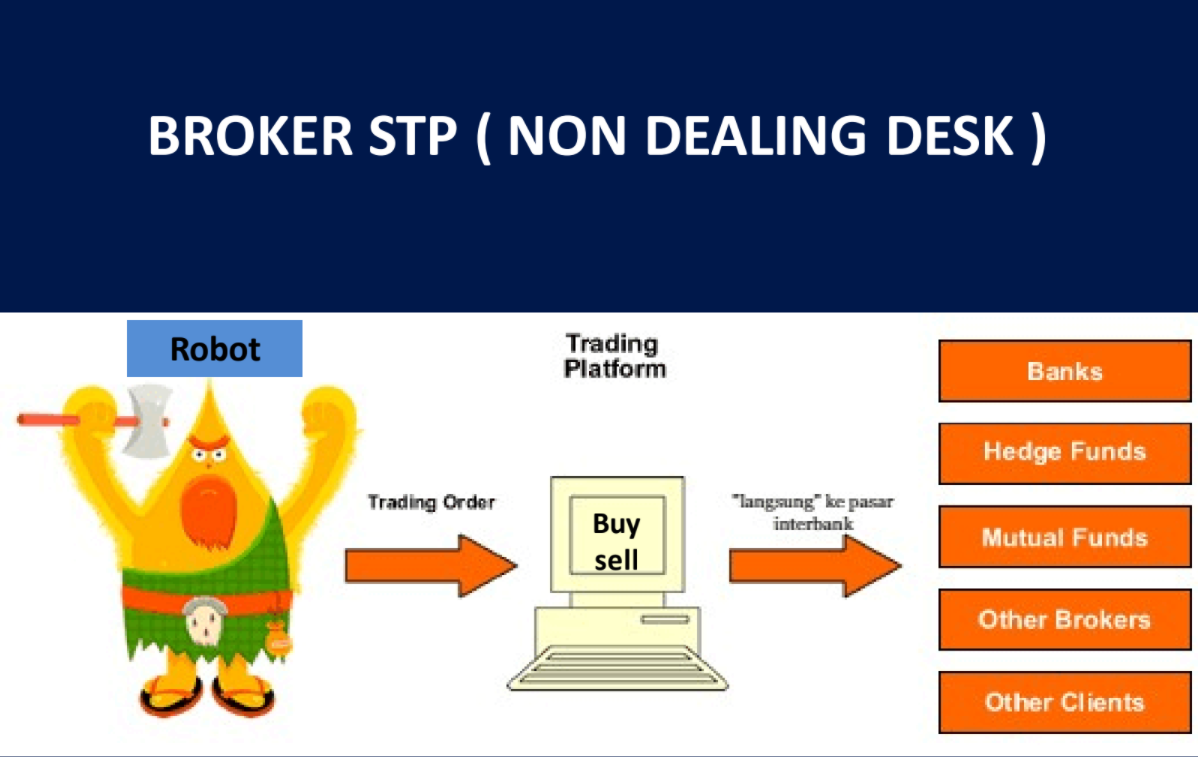 BROKER STP ( NON DEALING DESK )
Robot
Trading
Platform
Trading Order
Buy
sell
"langsung" ke pasar
interbank
Banks
Hedge Funds
Mutual Funds
Other Brokers
Other Clients